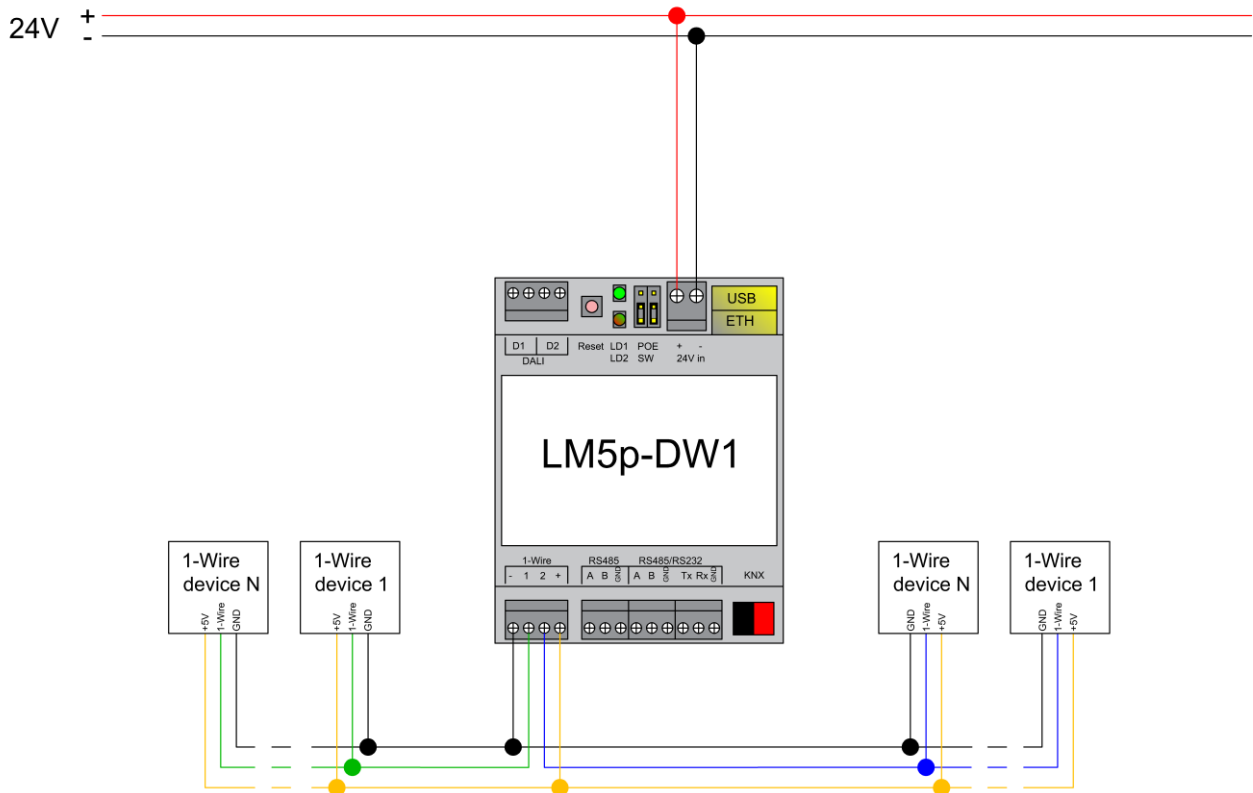 24V + -
USB
ETH
D1 D2
DALI
Reset LD1 POE + -
LD2 SW 24V in
LM5p-DW1
1-Wire RS485 RS485/RS232
- 1 2 + A B GND A B GND Tx Rx GND KNX
1-Wire
device N
+5V 1-Wire GND
1-Wire
device 1
+5V 1-Wire GND
1-Wire
device N
GND 1-Wire +5V
1-Wire
device 1
GND 1-Wire +5V